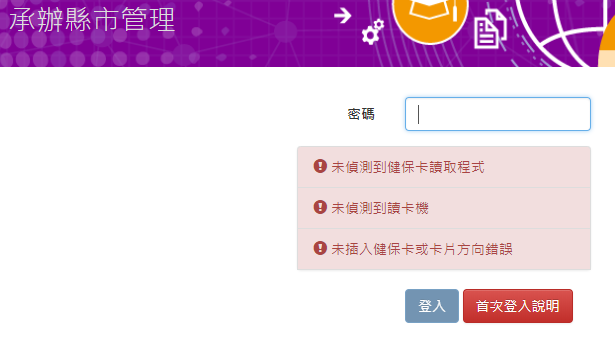 承辦縣市管理
密碼
未偵測到健保卡讀取程式
未偵測到讀卡機
未插入健保卡或卡片方向錯誤
登入 首次登入說明